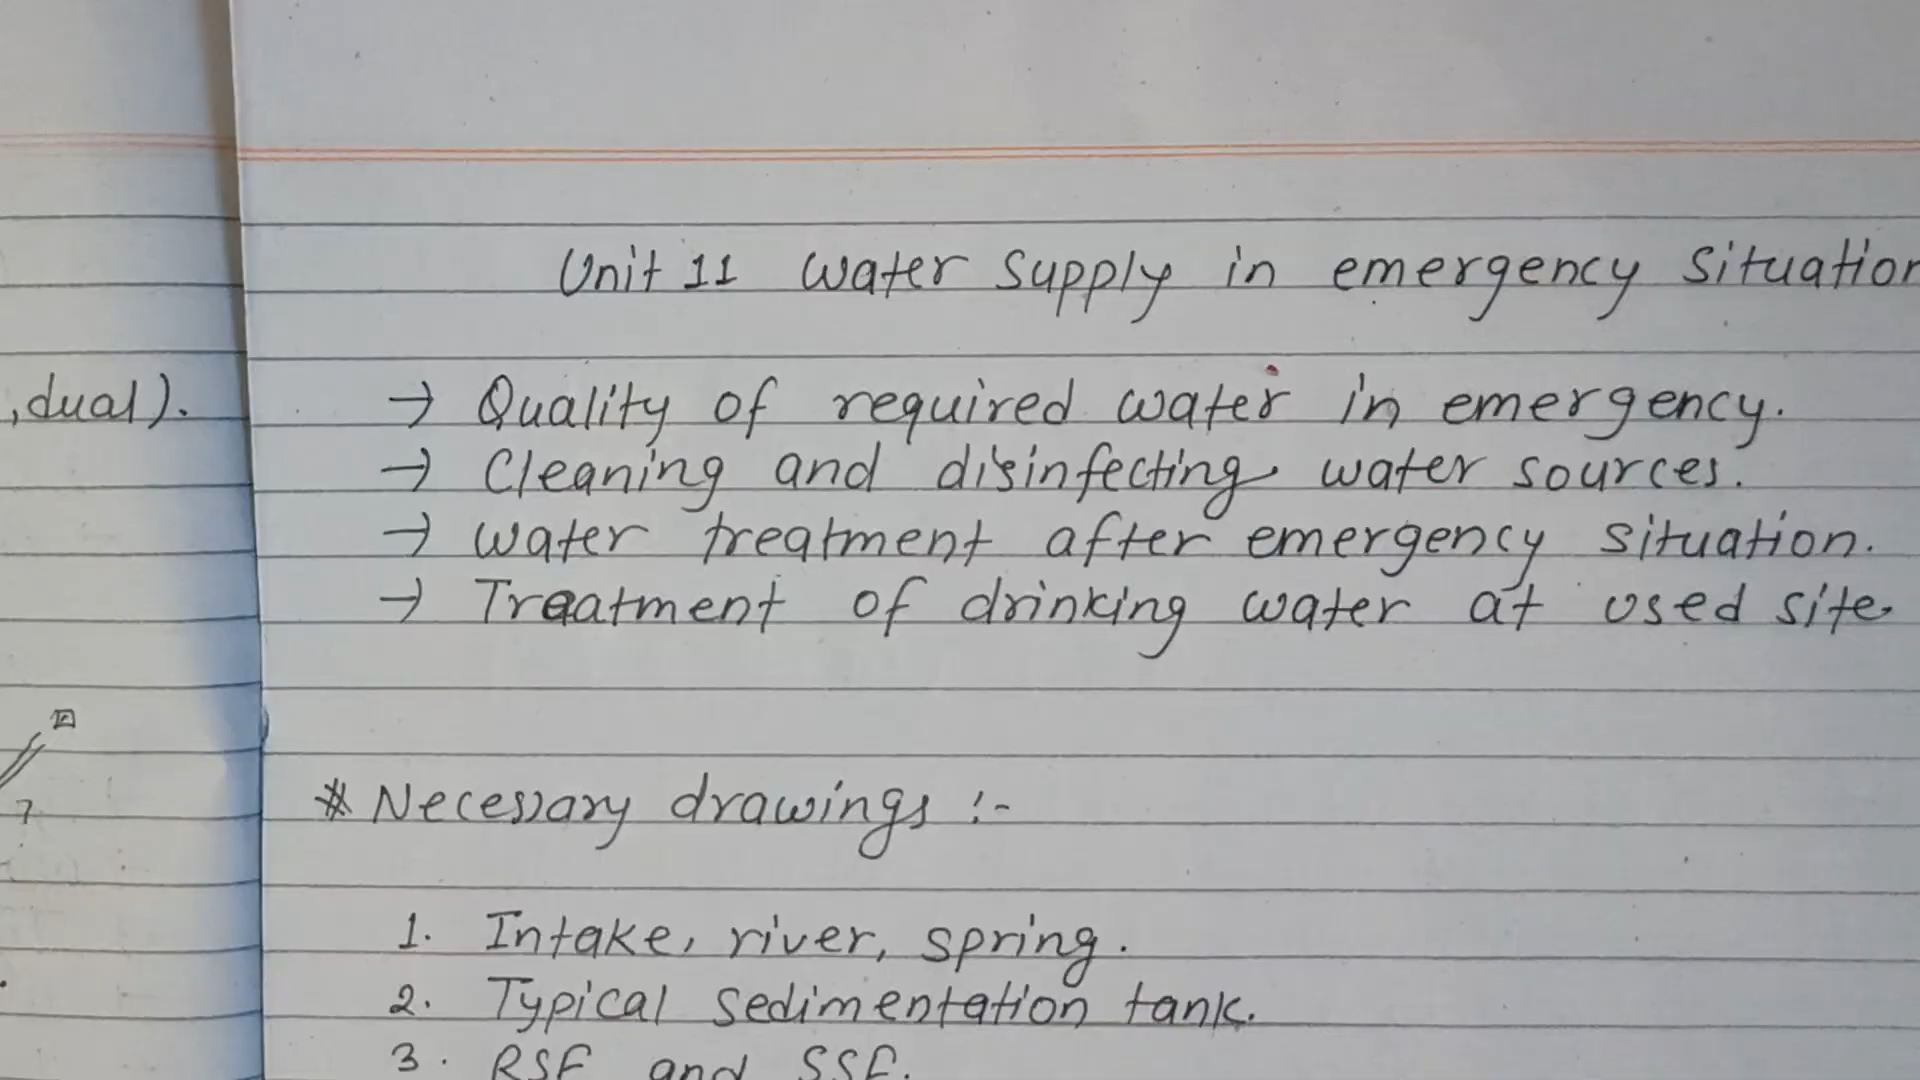 Unit 11 Water Supply in emergency situation
,dual).
→ Quality of required water in emergency.
→ Cleaning and disinfecting water sources.
→ Water treatment after emergency situation.
→ Treatment of drinking water at used site.
* Necessary drawings :-
7
1. Intake, river, spring.
2. Typical sedimentation tank.
3. RSF and SSF.